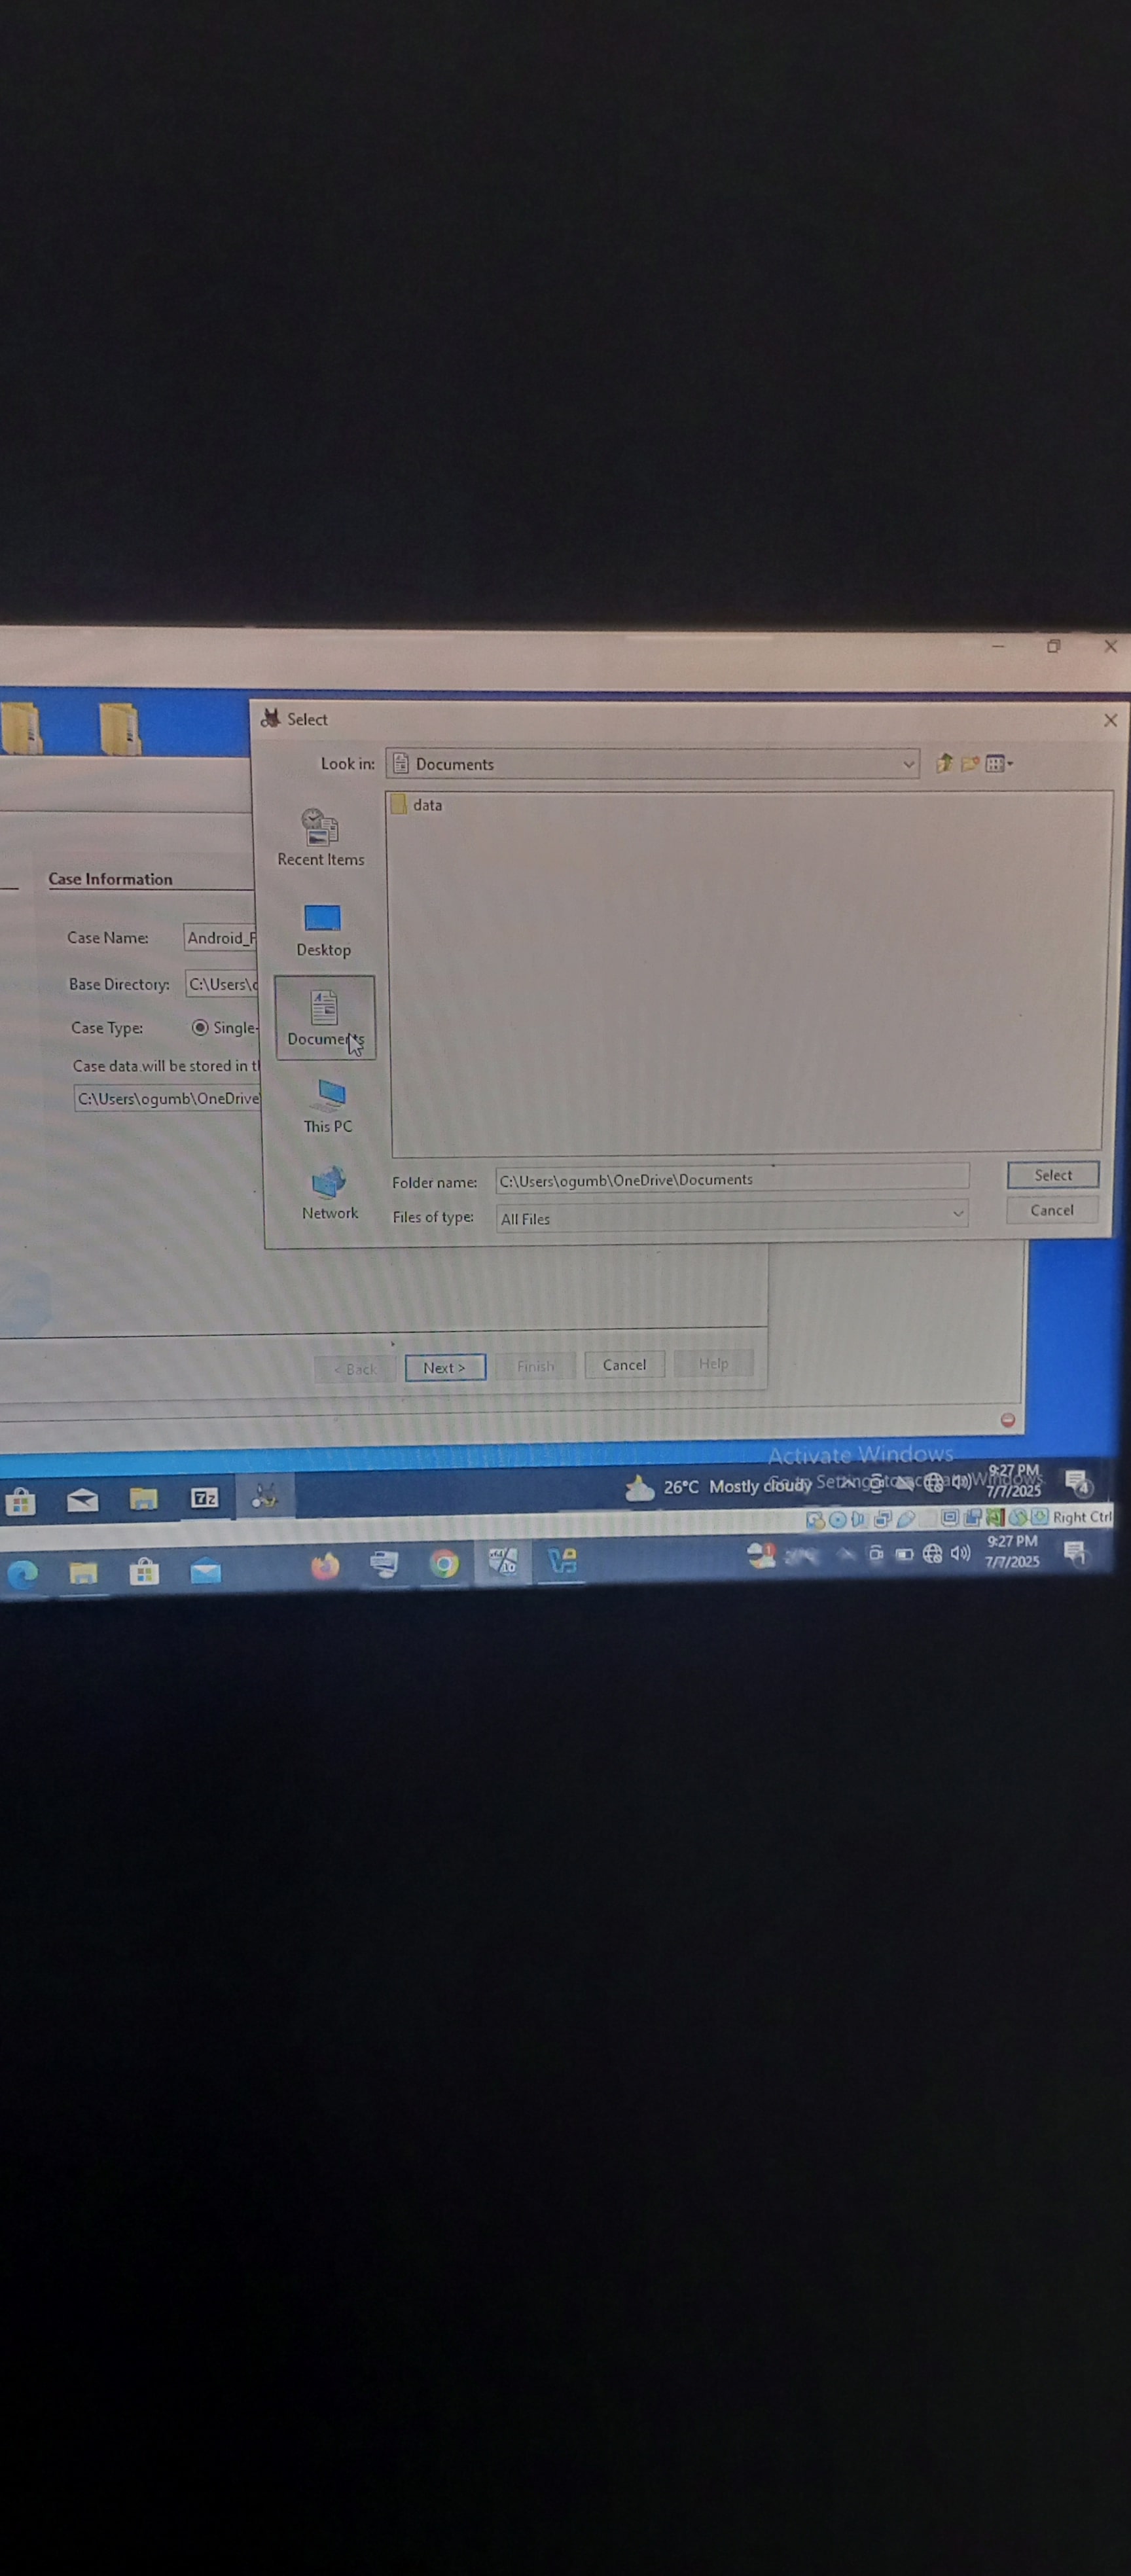 Select
Look in: Documents
data
Recent Items
Desktop
Documents
This PC
Network
Folder name: C:\Users\ogumb\OneDrive\Documents
Select
Files of type: All Files
Cancel
Case Information
Case Name: Android_F
Base Directory: C:\Users\o
Case Type: Single-
Case data will be stored in t
C:\Users\ogumb\OneDrive
< Back
Next >
Finish
Cancel
Help
Activate Windows
Go to Settings to activate Windows.
7z
26°C Mostly cloudy
9:27 PM
7/7/2025
4
Right Ctrl
9:27 PM
7/7/2025
1